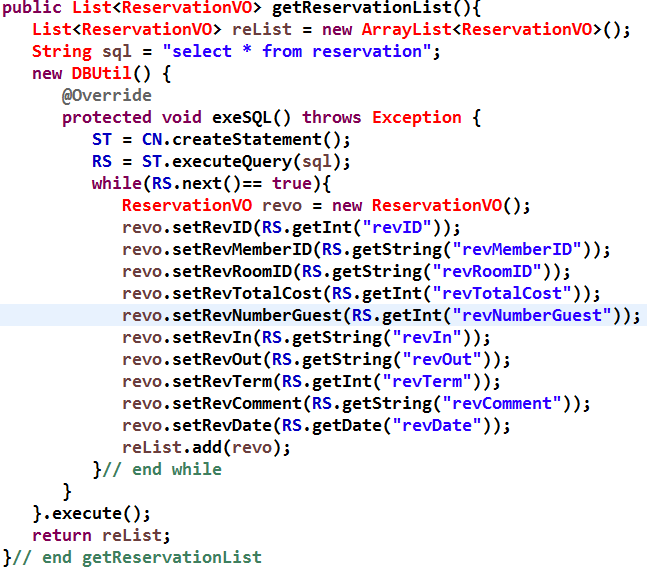 public List<ReservationVO> getReservationList(){
List<ReservationVO> reList = new ArrayList<ReservationVO>();
String sql = "select * from reservation";
new DBUtil() {
@Override
protected void exeSQL() throws Exception {
ST = CN.createStatement();
RS = ST.executeQuery(sql);
while(RS.next()== true){
ReservationVO revo = new ReservationVO();
revo.setRevID(RS.getInt("revID"));
revo.setRevMemberID(RS.getString("revMemberID"));
revo.setRevRoomID(RS.getString("revRoomID"));
revo.setRevTotalCost(RS.getInt("revTotalCost"));
revo.setRevNumberGuest(RS.getInt("revNumberGuest"));
revo.setRevIn(RS.getString("revIn"));
revo.setRevOut(RS.getString("revOut"));
revo.setRevTerm(RS.getInt("revTerm"));
revo.setRevComment(RS.getString("revComment"));
revo.setRevDate(RS.getDate("revDate"));
reList.add(revo);
}// end while
}
}.execute();
return reList;
}// end getReservationList